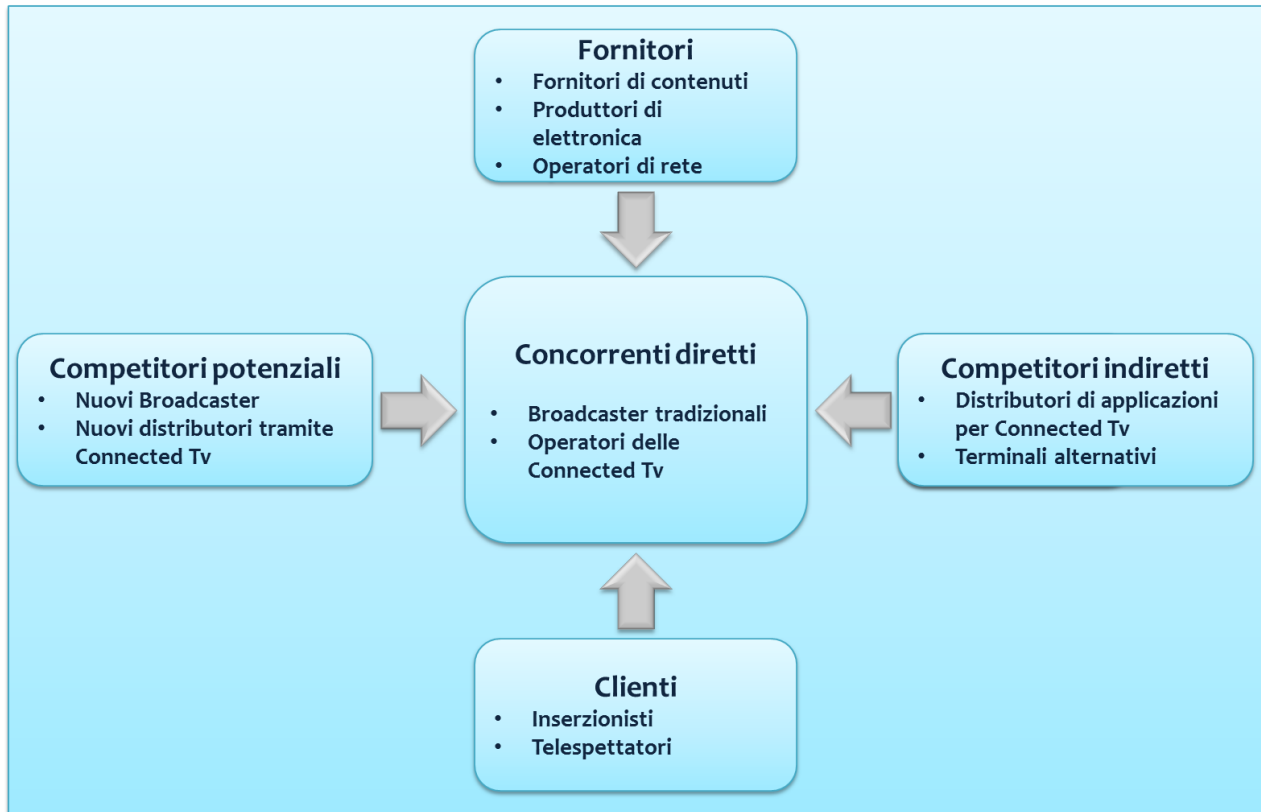 Fornitori
• Fornitori di contenuti
• Produttori di
elettronica
• Operatori di rete
Competitori potenziali
• Nuovi Broadcaster
• Nuovi distributori tramite
Connected Tv
Concorrenti diretti
• Broadcaster tradizionali
• Operatori delle
Connected Tv
Competitori indiretti
• Distributori di applicazioni
per Connected Tv
• Terminali alternativi
Clienti
• Inserzionisti
• Telespettatori